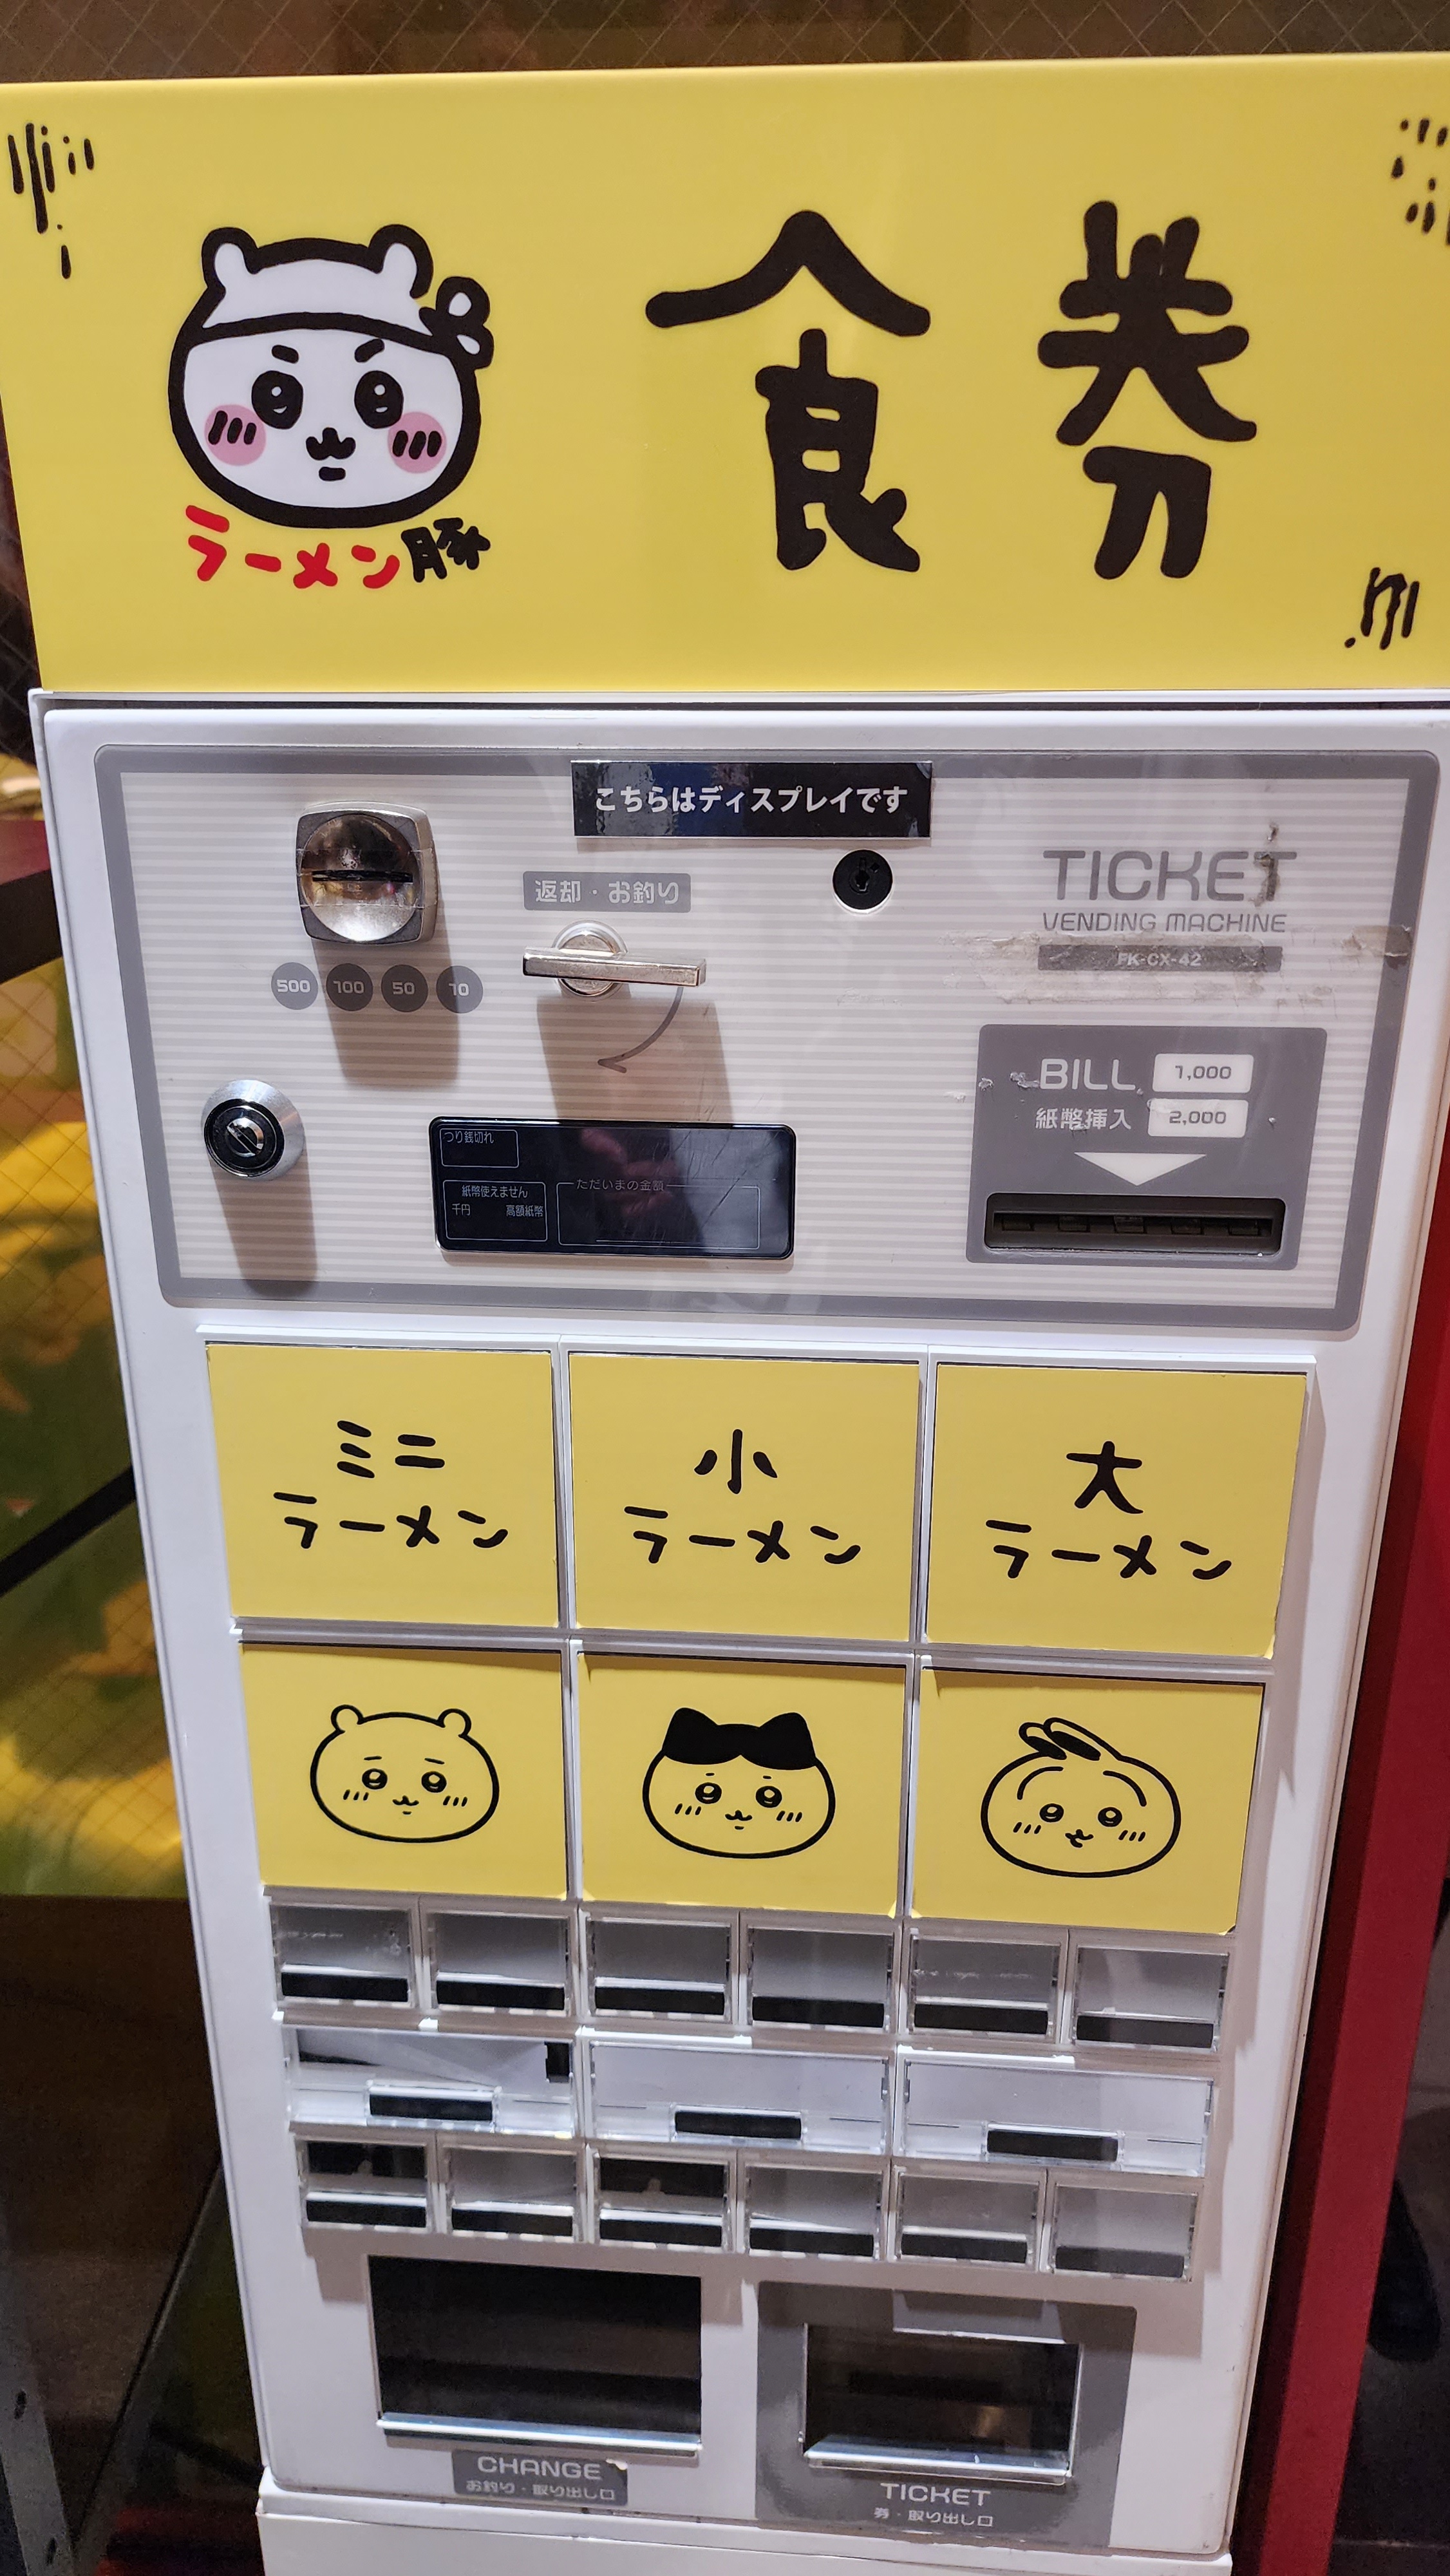 食券
ラーメン豚
こちらはディスプレイです
返却・お釣り
TICKET
VENDING MACHINE
FK-CX-42
500 100 50 10
BILL 1,000
紙幣挿入 2,000
つり銭切れ
紙幣使えません
千円 高額紙幣
ただいまの金額
ミニ
ラーメン
小
ラーメン
大
ラーメン
CHANGE
お釣り・取り出し口
TICKET
券・取り出し口